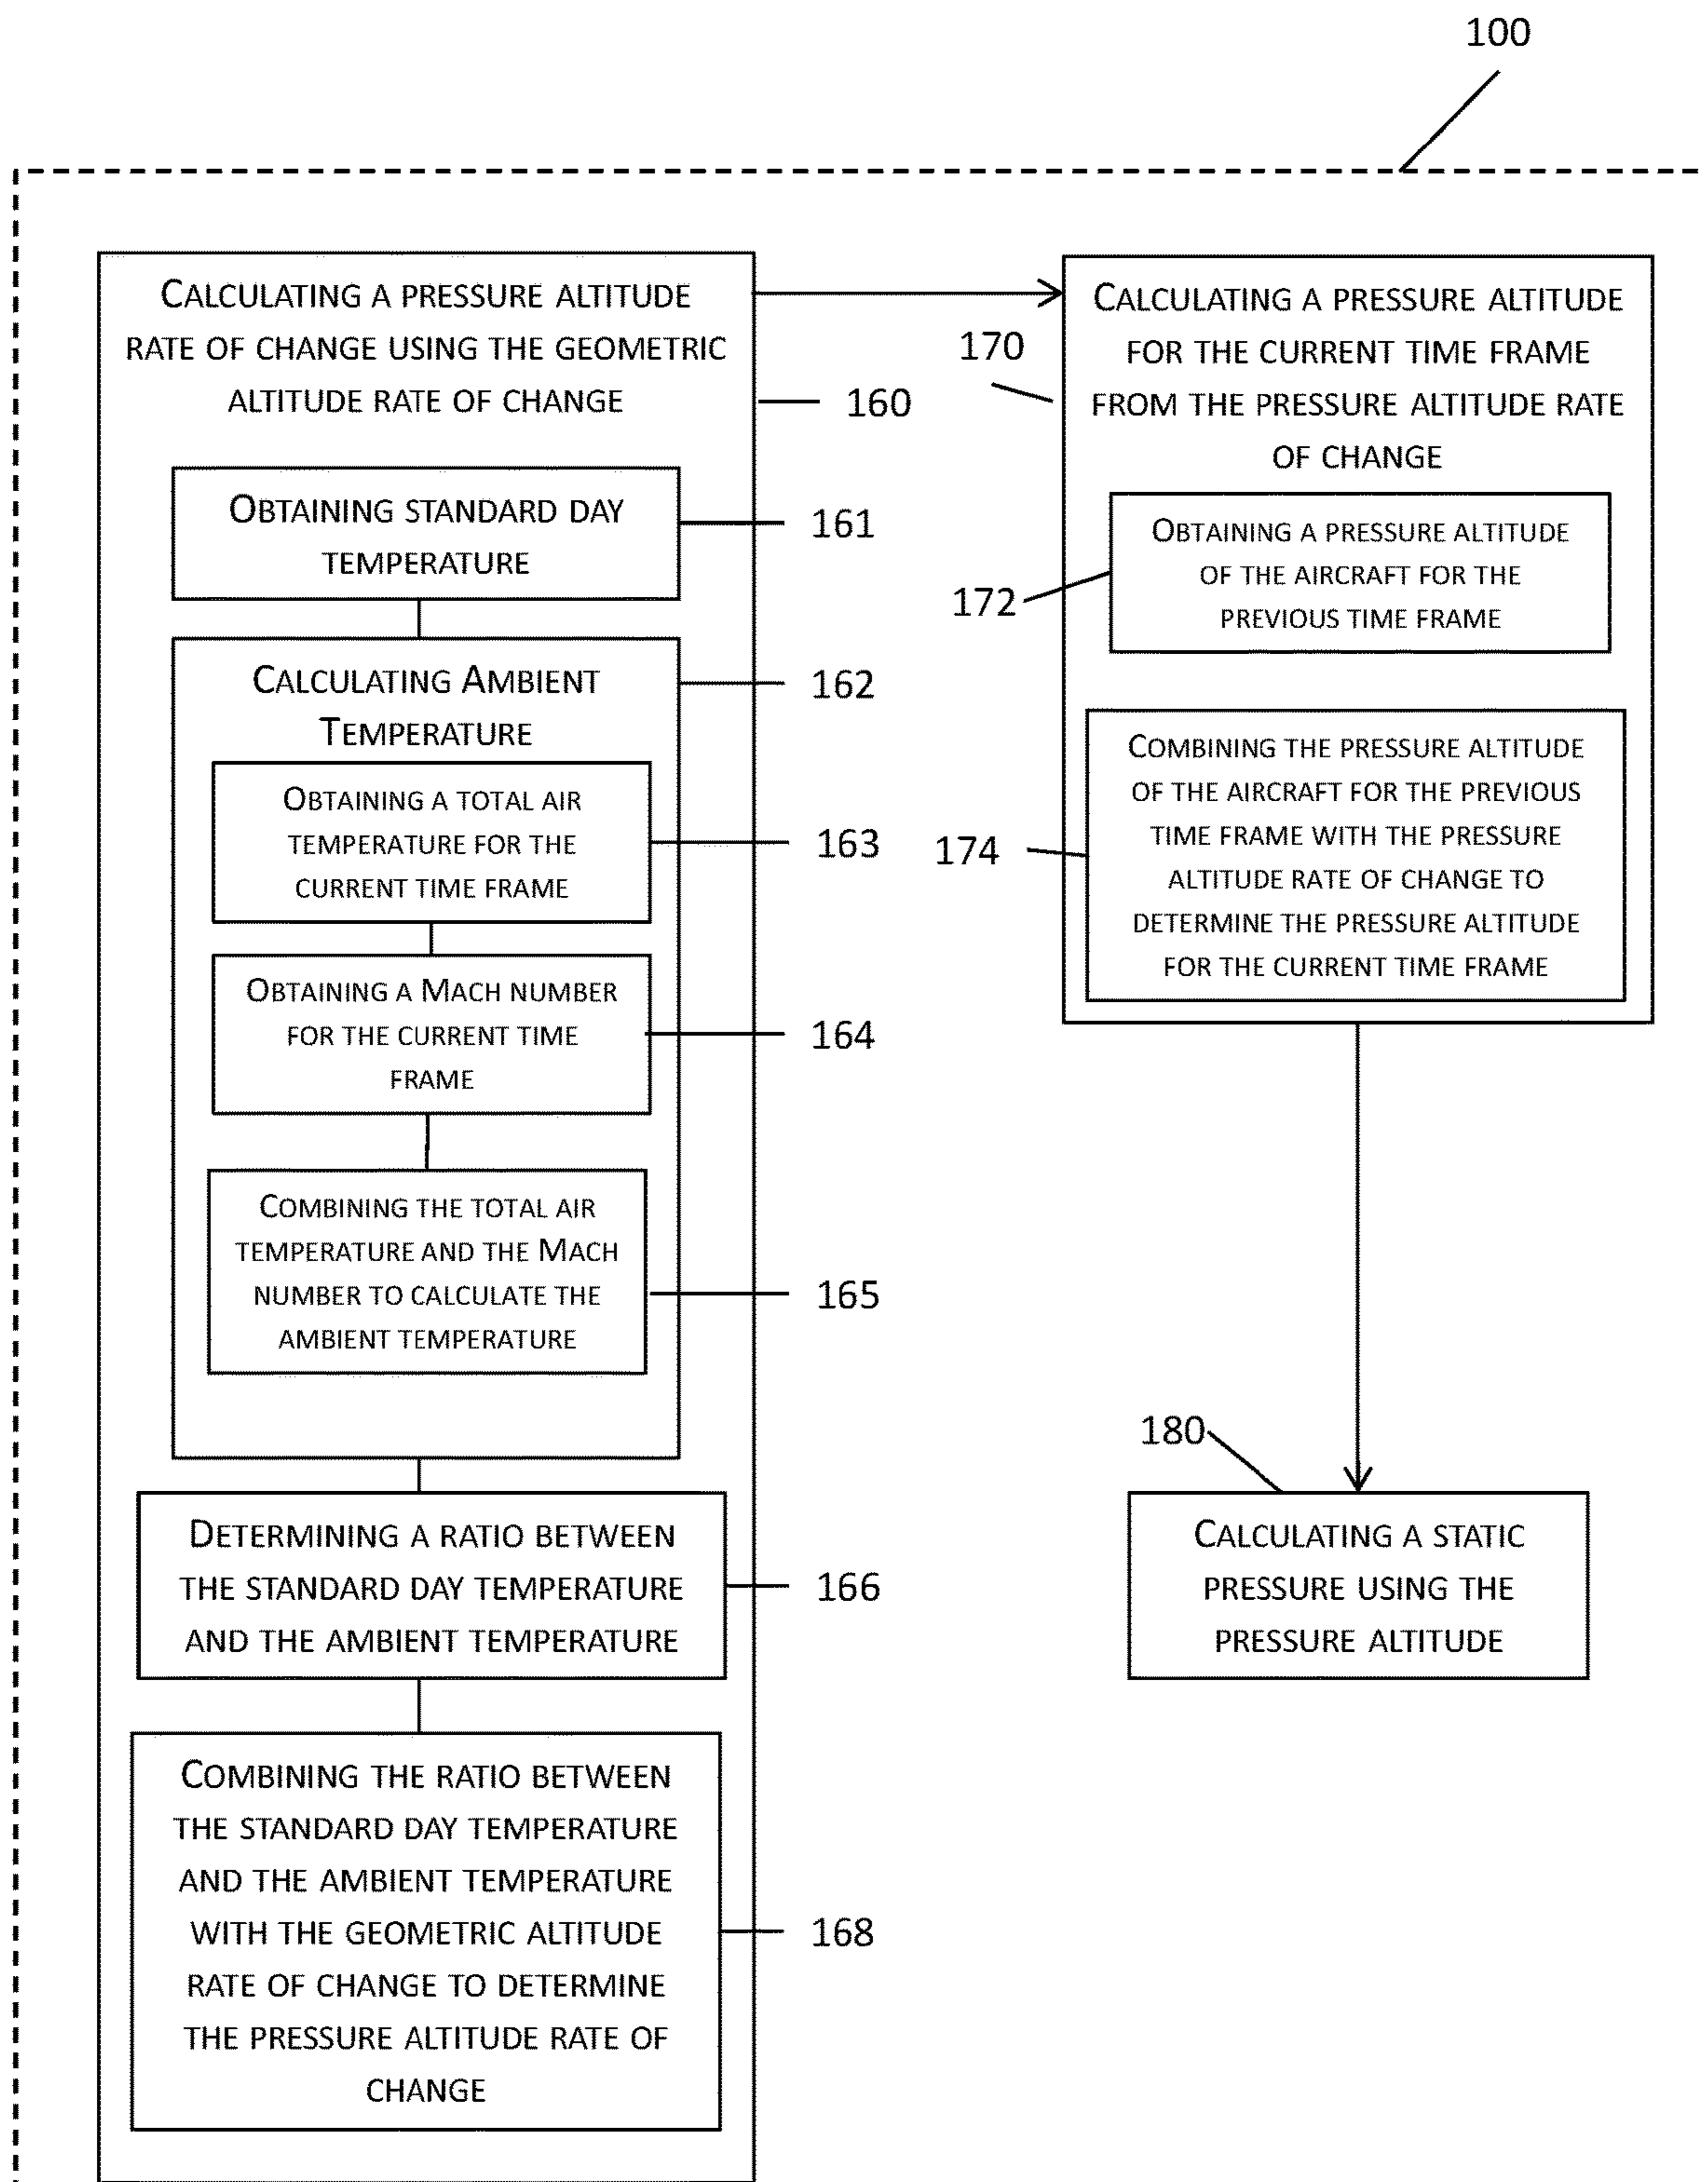 100
CALCULATING A PRESSURE ALTITUDE
RATE OF CHANGE USING THE GEOMETRIC
ALTITUDE RATE OF CHANGE
160
OBTAINING STANDARD DAY
TEMPERATURE
161
CALCULATING AMBIENT
TEMPERATURE
162
OBTAINING A TOTAL AIR
TEMPERATURE FOR THE
CURRENT TIME FRAME
163
OBTAINING A MACH NUMBER
FOR THE CURRENT TIME
FRAME
164
COMBINING THE TOTAL AIR
TEMPERATURE AND THE MACH
NUMBER TO CALCULATE THE
AMBIENT TEMPERATURE
165
DETERMINING A RATIO BETWEEN
THE STANDARD DAY TEMPERATURE
AND THE AMBIENT TEMPERATURE
166
COMBINING THE RATIO BETWEEN
THE STANDARD DAY TEMPERATURE
AND THE AMBIENT TEMPERATURE
WITH THE GEOMETRIC ALTITUDE
RATE OF CHANGE TO DETERMINE
THE PRESSURE ALTITUDE RATE OF
CHANGE
168
170
CALCULATING A PRESSURE ALTITUDE
FOR THE CURRENT TIME FRAME
FROM THE PRESSURE ALTITUDE RATE
OF CHANGE
172
OBTAINING A PRESSURE ALTITUDE
OF THE AIRCRAFT FOR THE
PREVIOUS TIME FRAME
174
COMBINING THE PRESSURE ALTITUDE
OF THE AIRCRAFT FOR THE PREVIOUS
TIME FRAME WITH THE PRESSURE
ALTITUDE RATE OF CHANGE TO
DETERMINE THE PRESSURE ALTITUDE
FOR THE CURRENT TIME FRAME
180
CALCULATING A STATIC
PRESSURE USING THE
PRESSURE ALTITUDE